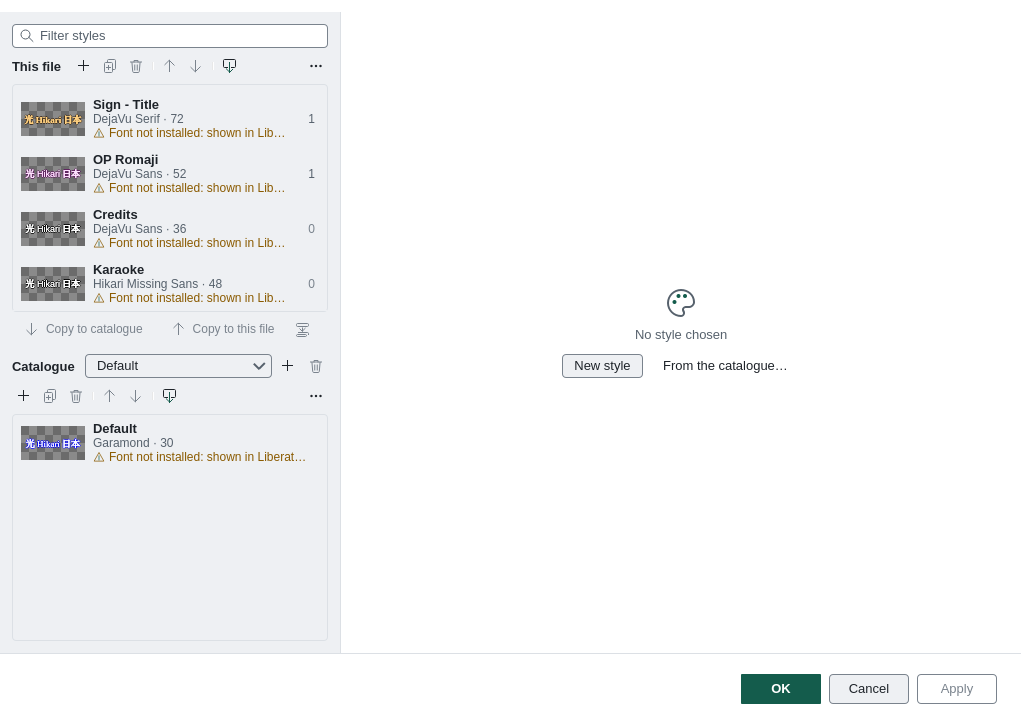 Filter styles
This file
光 Hikari 日本
Sign - Title
DejaVu Serif · 72
1
Font not installed: shown in Lib…
光 Hikari 日本
OP Romaji
DejaVu Sans · 52
1
Font not installed: shown in Lib…
光 Hikari 日本
Credits
DejaVu Sans · 36
0
Font not installed: shown in Lib…
光 Hikari 日本
Karaoke
Hikari Missing Sans · 48
0
Font not installed: shown in Lib…
Copy to catalogue
Copy to this file
Catalogue
Default
光 Hikari 日本
Default
Garamond · 30
Font not installed: shown in Liberat…
No style chosen
New style
From the catalogue…
OK
Cancel
Apply